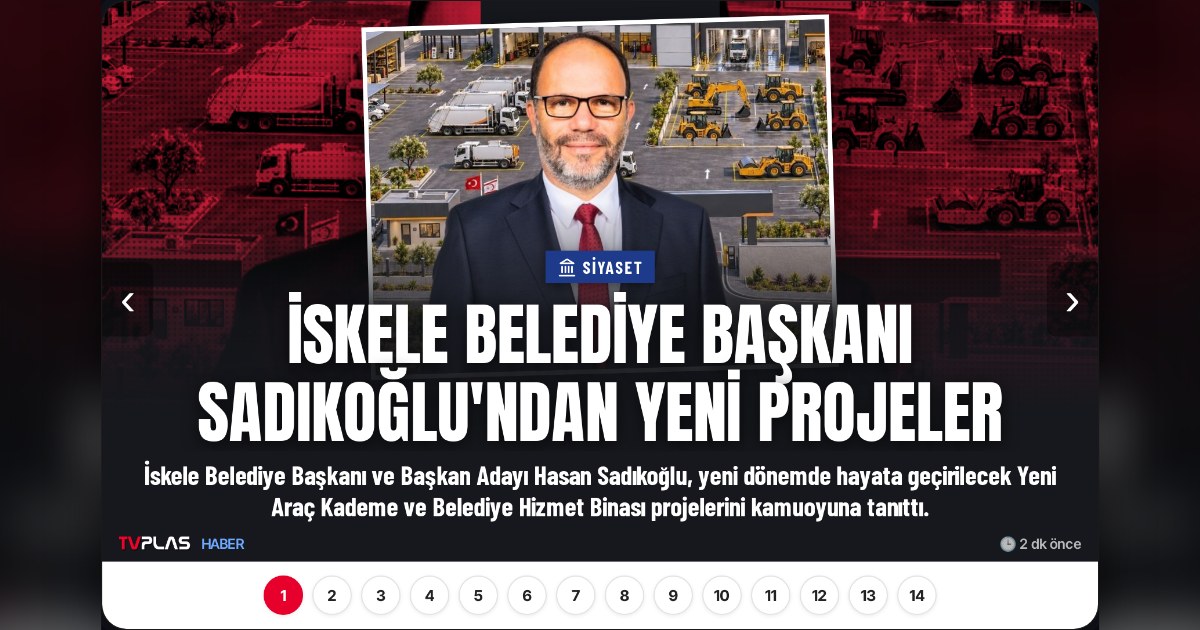 SİYASET
İSKELE BELEDİYE BAŞKANI
SADIKOĞLU'NDAN YENİ PROJELER
İskele Belediye Başkanı ve Başkan Adayı Hasan Sadıkoğlu, yeni dönemde hayata geçirilecek Yeni
Araç Kademe ve Belediye Hizmet Binası projelerini kamuoyuna tanıttı.
TVPLAS HABER
2 dk önce
1 2 3 4 5 6 7 8 9 10 11 12 13 14